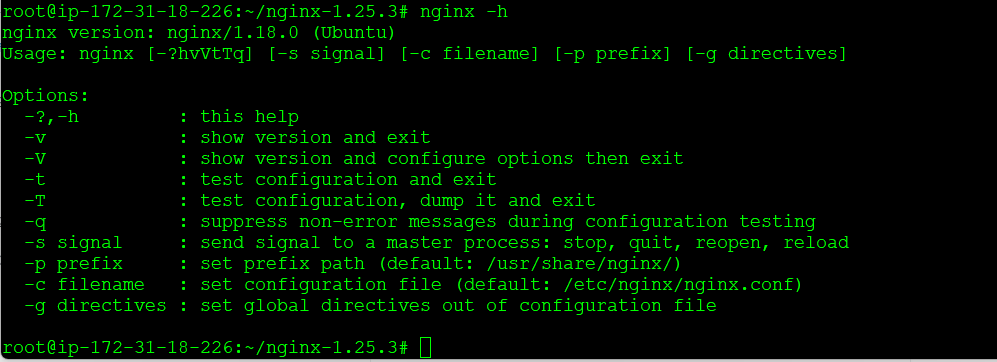 root@ip-172-31-18-226:~/nginx-1.25.3# nginx -h
nginx version: nginx/1.18.0 (Ubuntu)
Usage: nginx [-?hvVtTq] [-s signal] [-c filename] [-p prefix] [-g directives]

Options:
  -?,-h         : this help
  -v            : show version and exit
  -V            : show version and configure options then exit
  -t            : test configuration and exit
  -T            : test configuration, dump it and exit
  -q            : suppress non-error messages during configuration testing
  -s signal     : send signal to a master process: stop, quit, reopen, reload
  -p prefix     : set prefix path (default: /usr/share/nginx/)
  -c filename   : set configuration file (default: /etc/nginx/nginx.conf)
  -g directives : set global directives out of configuration file

root@ip-172-31-18-226:~/nginx-1.25.3#